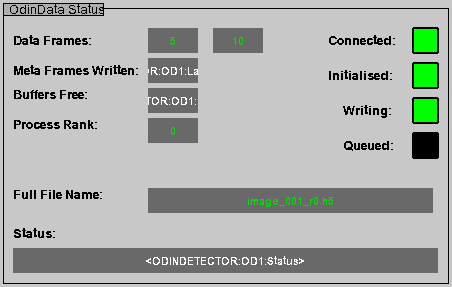 OdinData Status
Data Frames: 5 10 Connected:
Meta Frames Written: OR:OD1:La Initialised:
Buffers Free: TOR:OD1: Writing:
Process Rank: 0 Queued:
Full File Name: image_001_r0.h5
Status:
<ODINDETECTOR:OD1:Status>